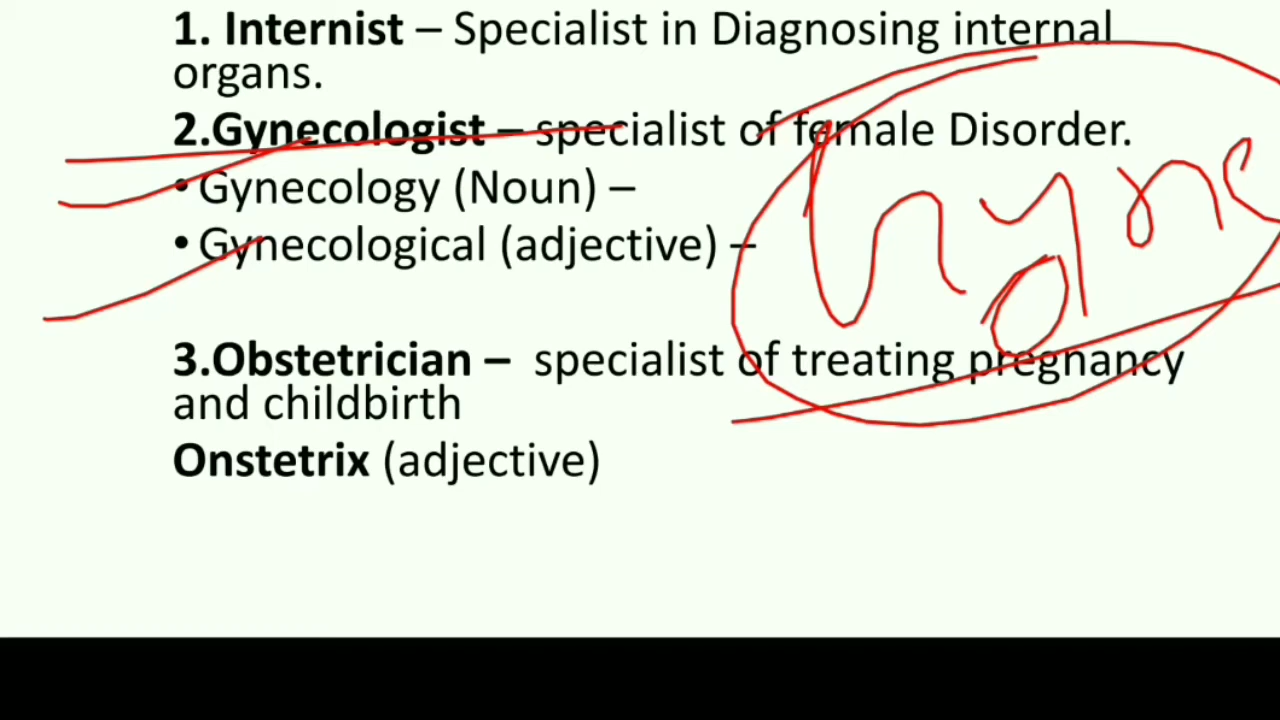 1. Internist – Specialist in Diagnosing internal
organs.
2.Gynecologist – specialist of female Disorder.
• Gynecology (Noun) –
• Gynecological (adjective) –
3.Obstetrician – specialist of treating pregnancy
and childbirth
Onstetrix (adjective)